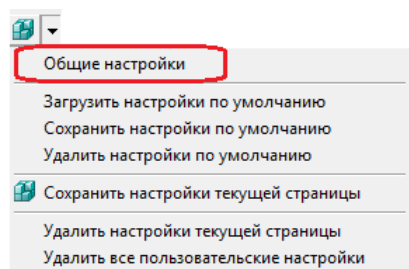 Общие настройки
Загрузить настройки по умолчанию
Сохранить настройки по умолчанию
Удалить настройки по умолчанию
Сохранить настройки текущей страницы
Удалить настройки текущей страницы
Удалить все пользовательские настройки